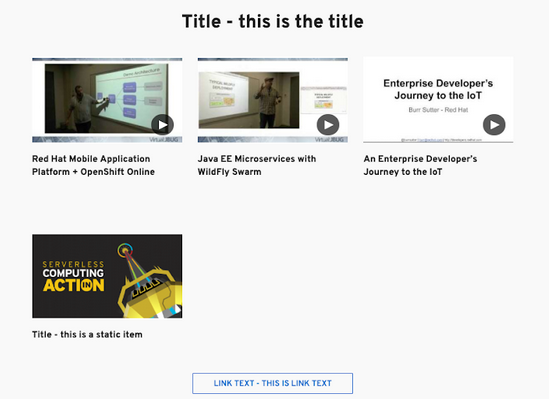 Title - this is the title
Enterprise Developer's
Journey to the IoT
Burr Sutter - Red Hat
Red Hat Mobile Application
Platform + OpenShift Online
Java EE Microservices with
WildFly Swarm
An Enterprise Developer's
Journey to the IoT
SERVERLESS
COMPUTING
ACTION
IN
Title - this is a static item
LINK TEXT - THIS IS LINK TEXT